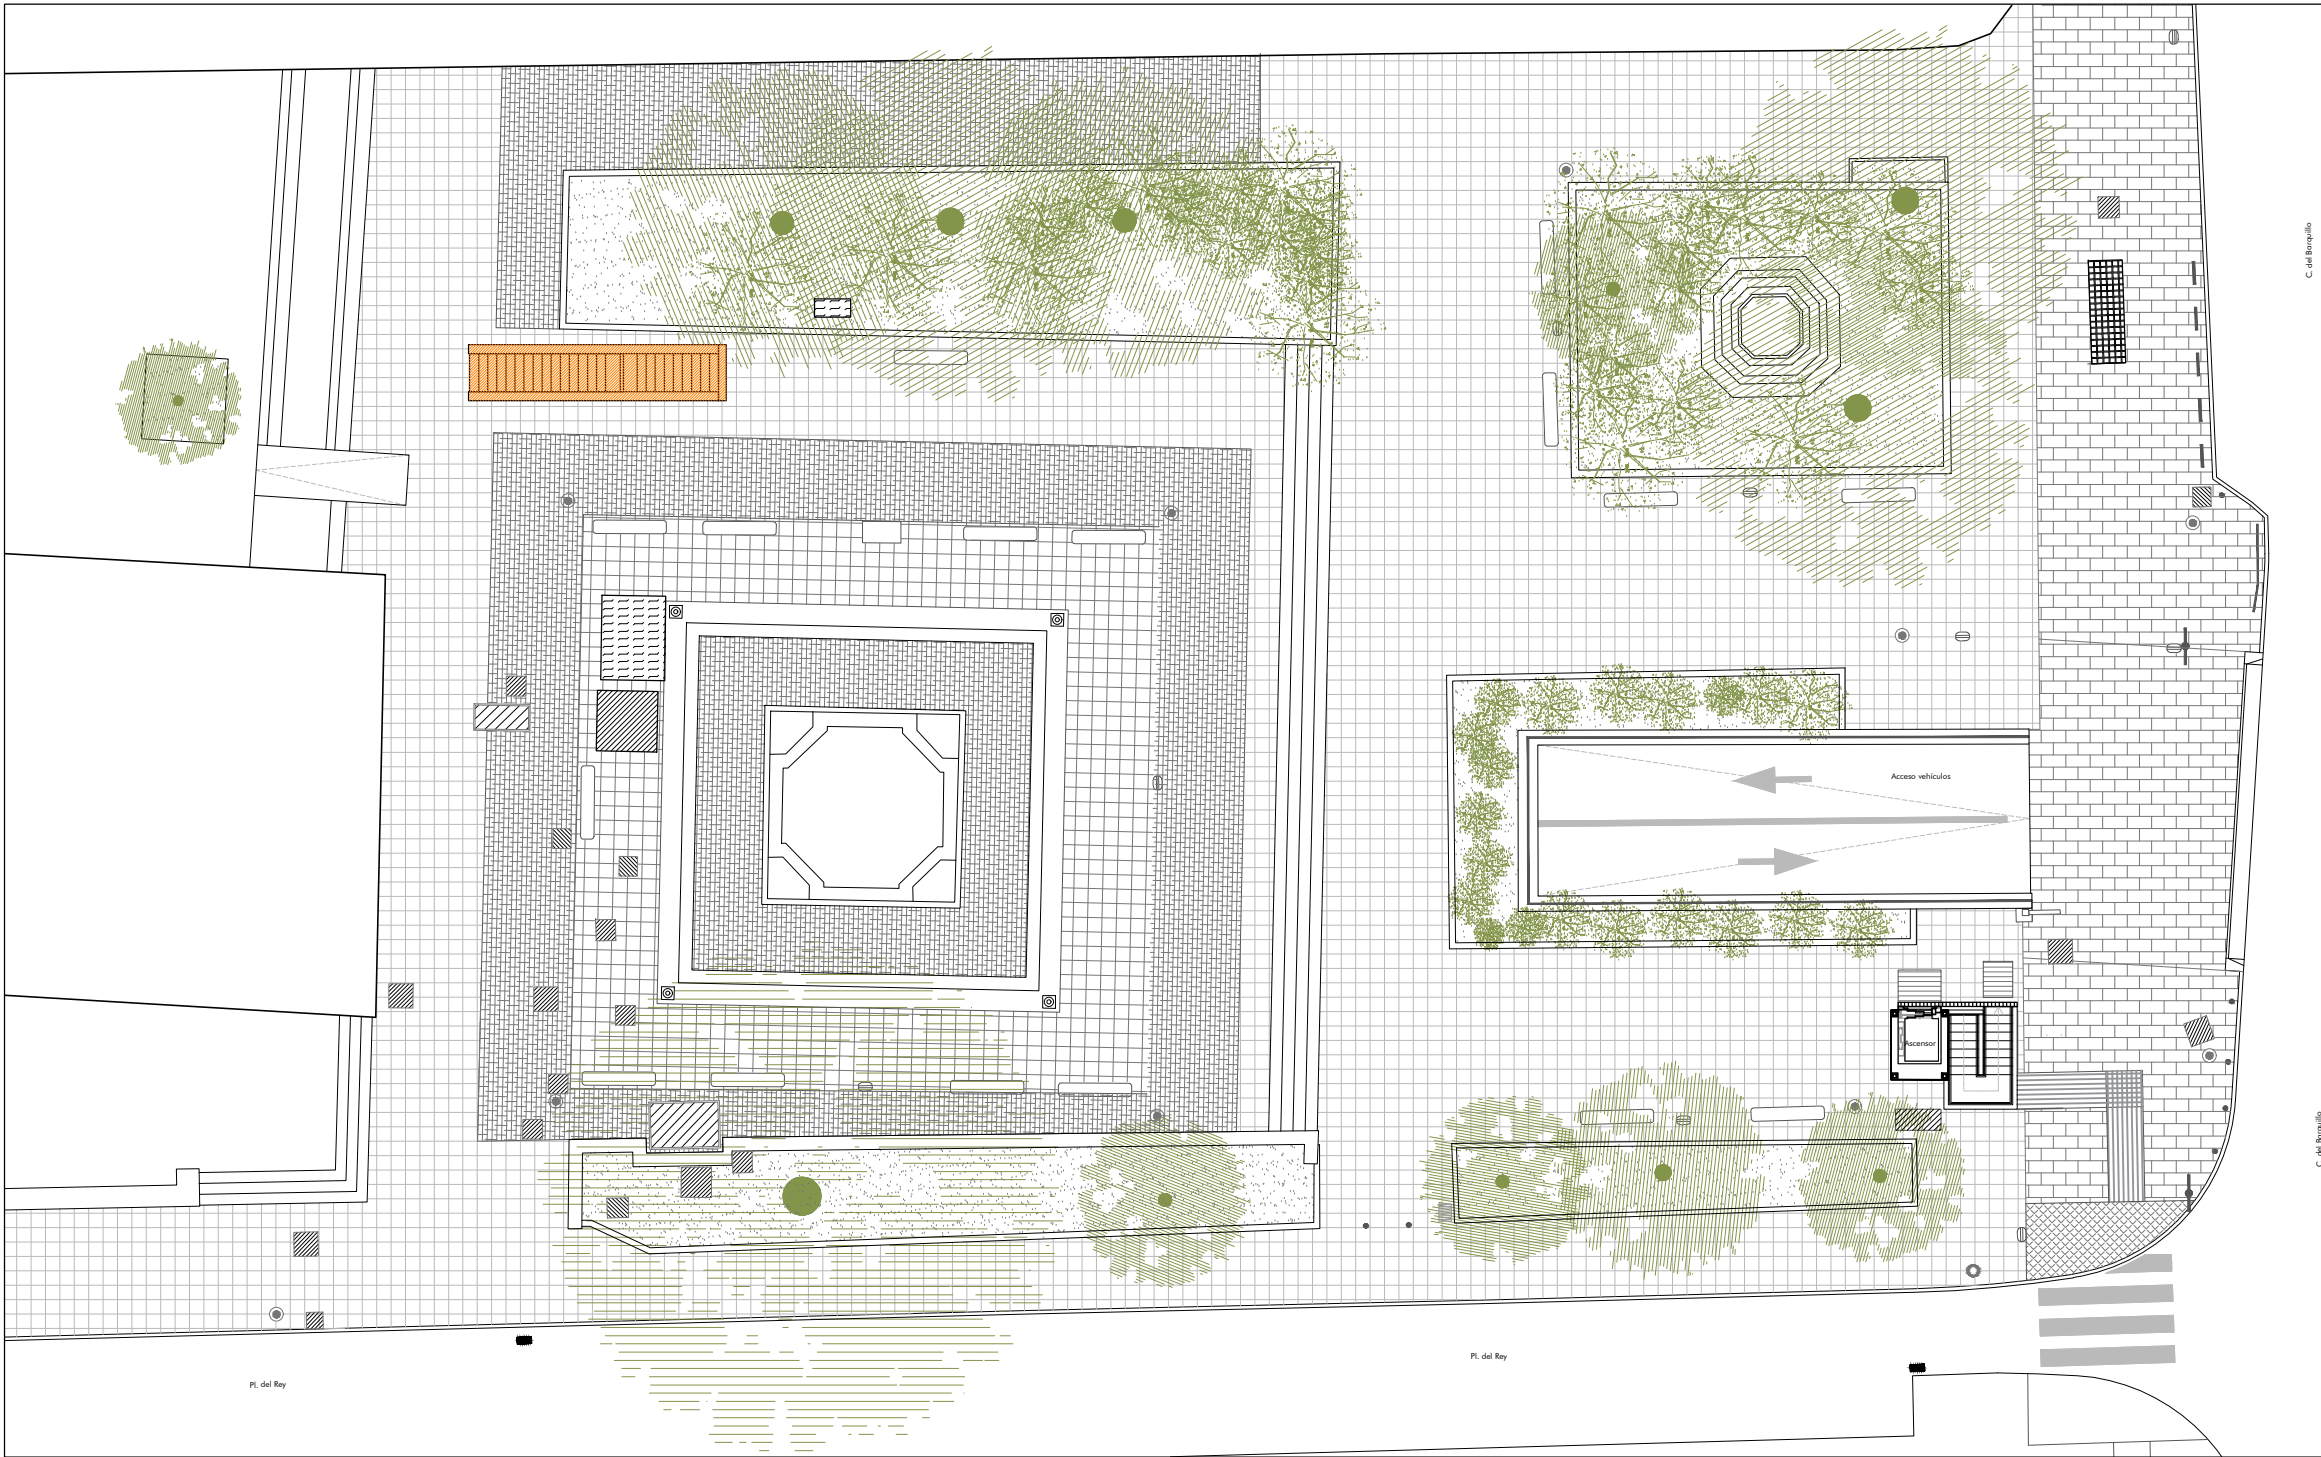 C. del Barquillo
Acceso vehículos
Ascensor
C. del Barquillo
Pl. del Rey
Pl. del Rey